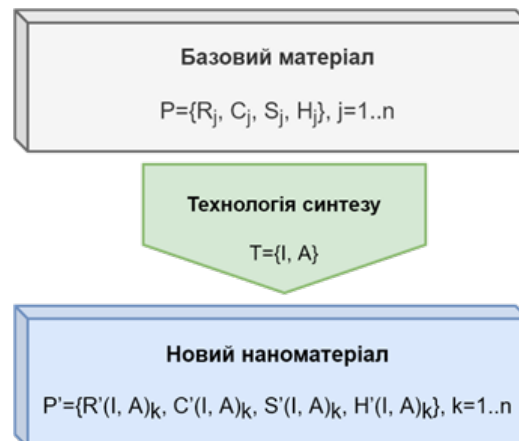 Базовий матеріал
P={Rj, Cj, Sj, Hj}, j=1..n
Технологія синтезу
T={I, A}
Новий наноматеріал
P’={R’(I, A)k, C’(I, A)k, S’(I, A)k, H’(I, A)k}, k=1..n